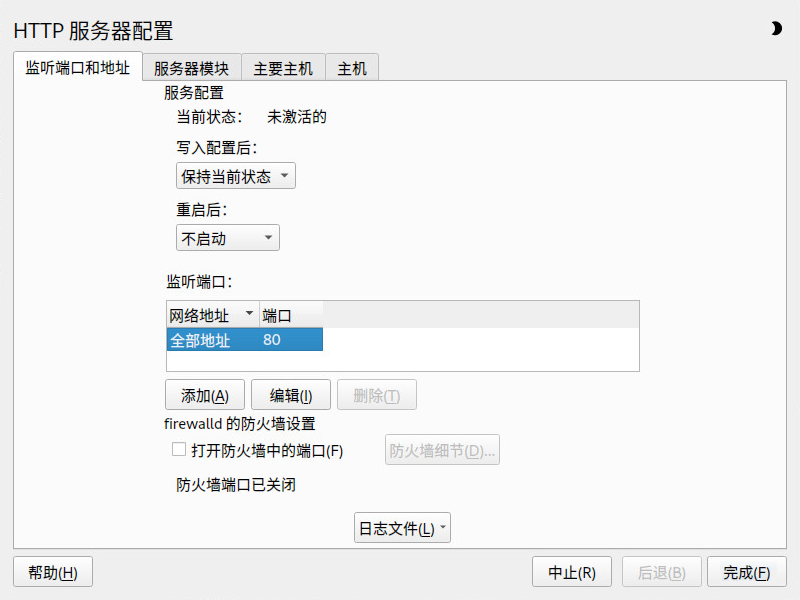 HTTP 服务器配置
监听端口和地址 服务器模块 主要主机 主机
服务配置
当前状态： 未激活的
写入配置后：
保持当前状态
重启后：
不启动
监听端口：
网络地址 端口
全部地址 80
添加(A) 编辑(I) 删除(T)
firewalld 的防火墙设置
打开防火墙中的端口(F) 防火墙细节(D)...
防火墙端口已关闭
日志文件(L)
帮助(H) 中止(R) 后退(B) 完成(F)